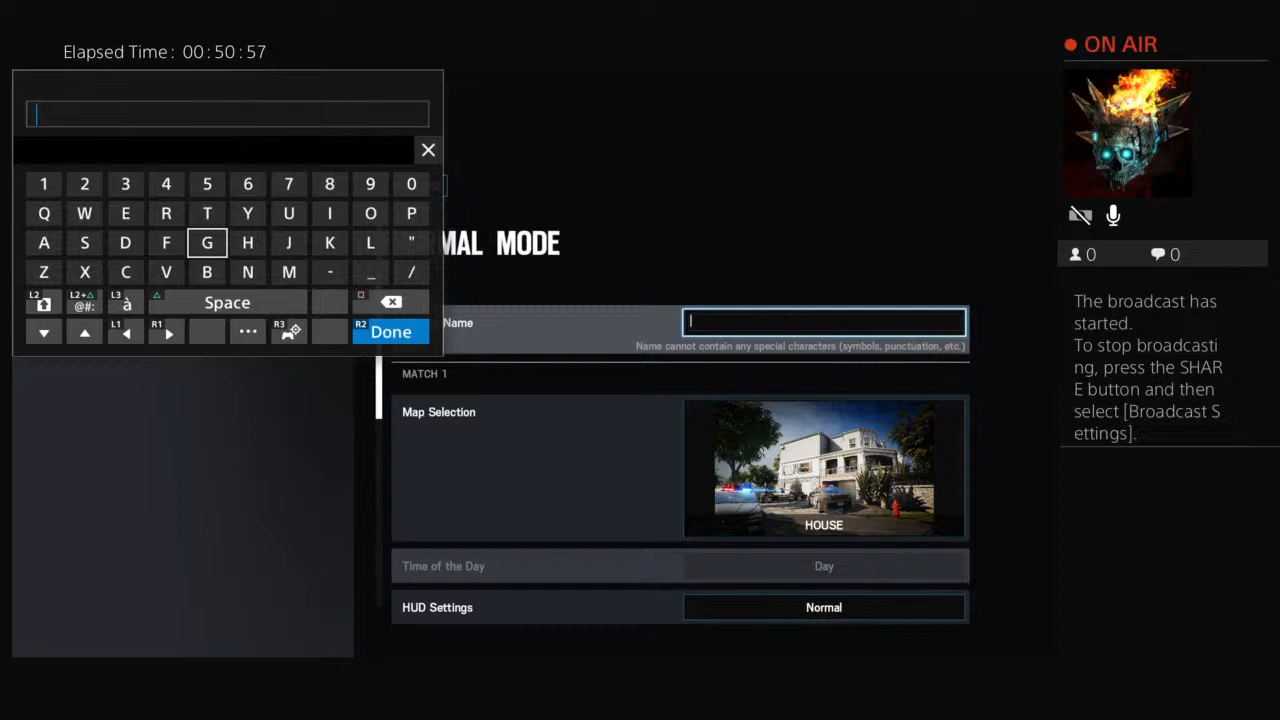 Elapsed Time: 00:50:57
ON AIR
1 2 3 4 5 6 7 8 9 0
Q W E R T Y U I O P
A S D F G H J K L "
Z X C V B N M - _ /
L2 L2+△ @#: L3 à △ Space □
L1 R1 ... R3 R2 Done
MAL MODE
Name
Name cannot contain any special characters (symbols, punctuation, etc.)
MATCH 1
Map Selection
HOUSE
Time of the Day Day
HUD Settings Normal
0 0
The broadcast has
started.
To stop broadcasti
ng, press the SHAR
E button and then
select [Broadcast S
ettings].